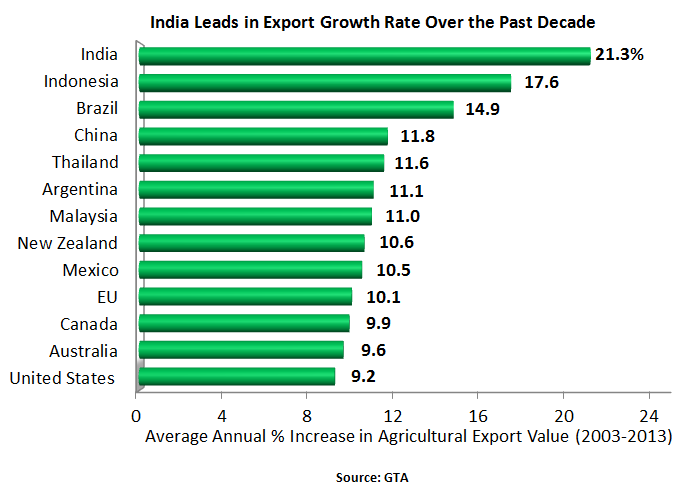 India Leads in Export Growth Rate Over the Past Decade
India 21.3%
Indonesia 17.6
Brazil 14.9
China 11.8
Thailand 11.6
Argentina 11.1
Malaysia 11.0
New Zealand 10.6
Mexico 10.5
EU 10.1
Canada 9.9
Australia 9.6
United States 9.2
0 4 8 12 16 20 24
Average Annual % Increase in Agricultural Export Value (2003-2013)
Source: GTA